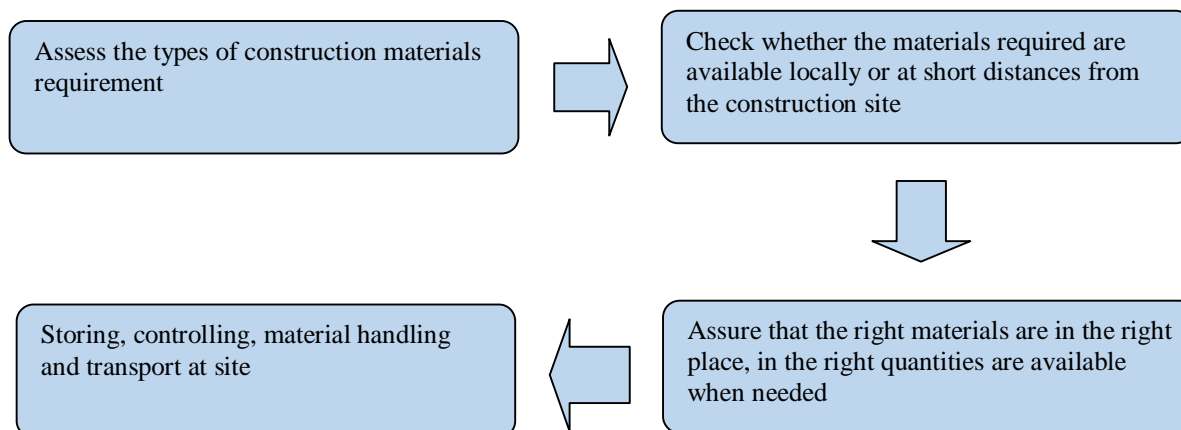 Assess the types of construction materials
requirement
Check whether the materials required are
available locally or at short distances from
the construction site
Assure that the right materials are in the right
place, in the right quantities are available
when needed
Storing, controlling, material handling
and transport at site